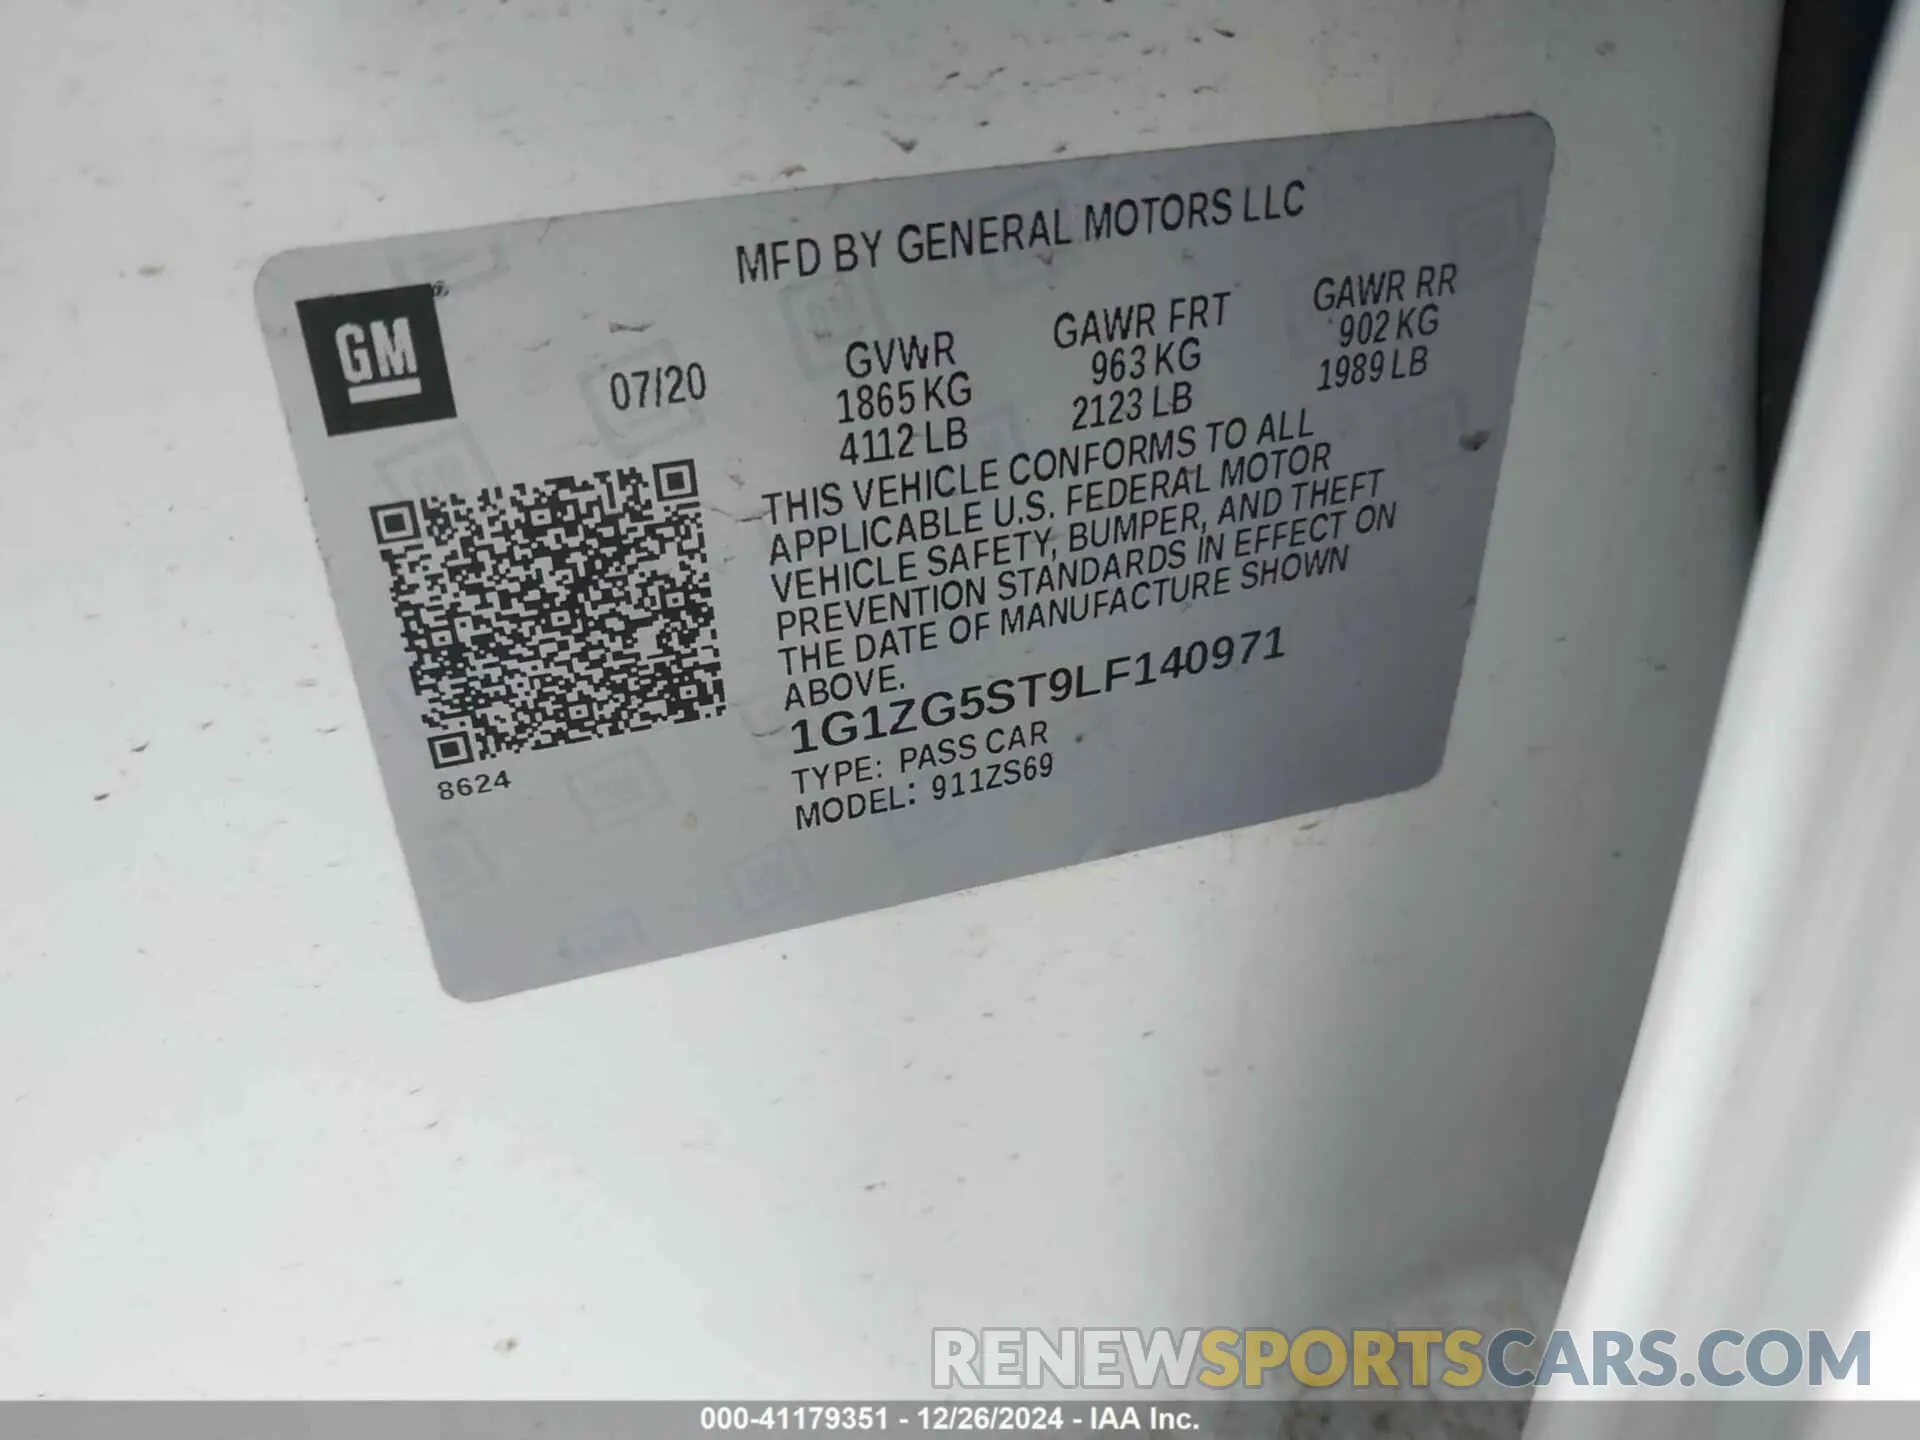 MFD BY GENERAL MOTORS LLC
GM®
07/20
GVWR
1865 KG
4112 LB
GAWR FRT
963 KG
2123 LB
GAWR RR
902 KG
1989 LB
THIS VEHICLE CONFORMS TO ALL
APPLICABLE U.S. FEDERAL MOTOR
VEHICLE SAFETY, BUMPER, AND THEFT
PREVENTION STANDARDS IN EFFECT ON
THE DATE OF MANUFACTURE SHOWN
ABOVE.
1G1ZG5ST9LF140971
TYPE: PASS CAR
MODEL: 911ZS69
8624
RENEWSPORTSCARS.COM
000-41179351 - 12/26/2024 - IAA Inc.